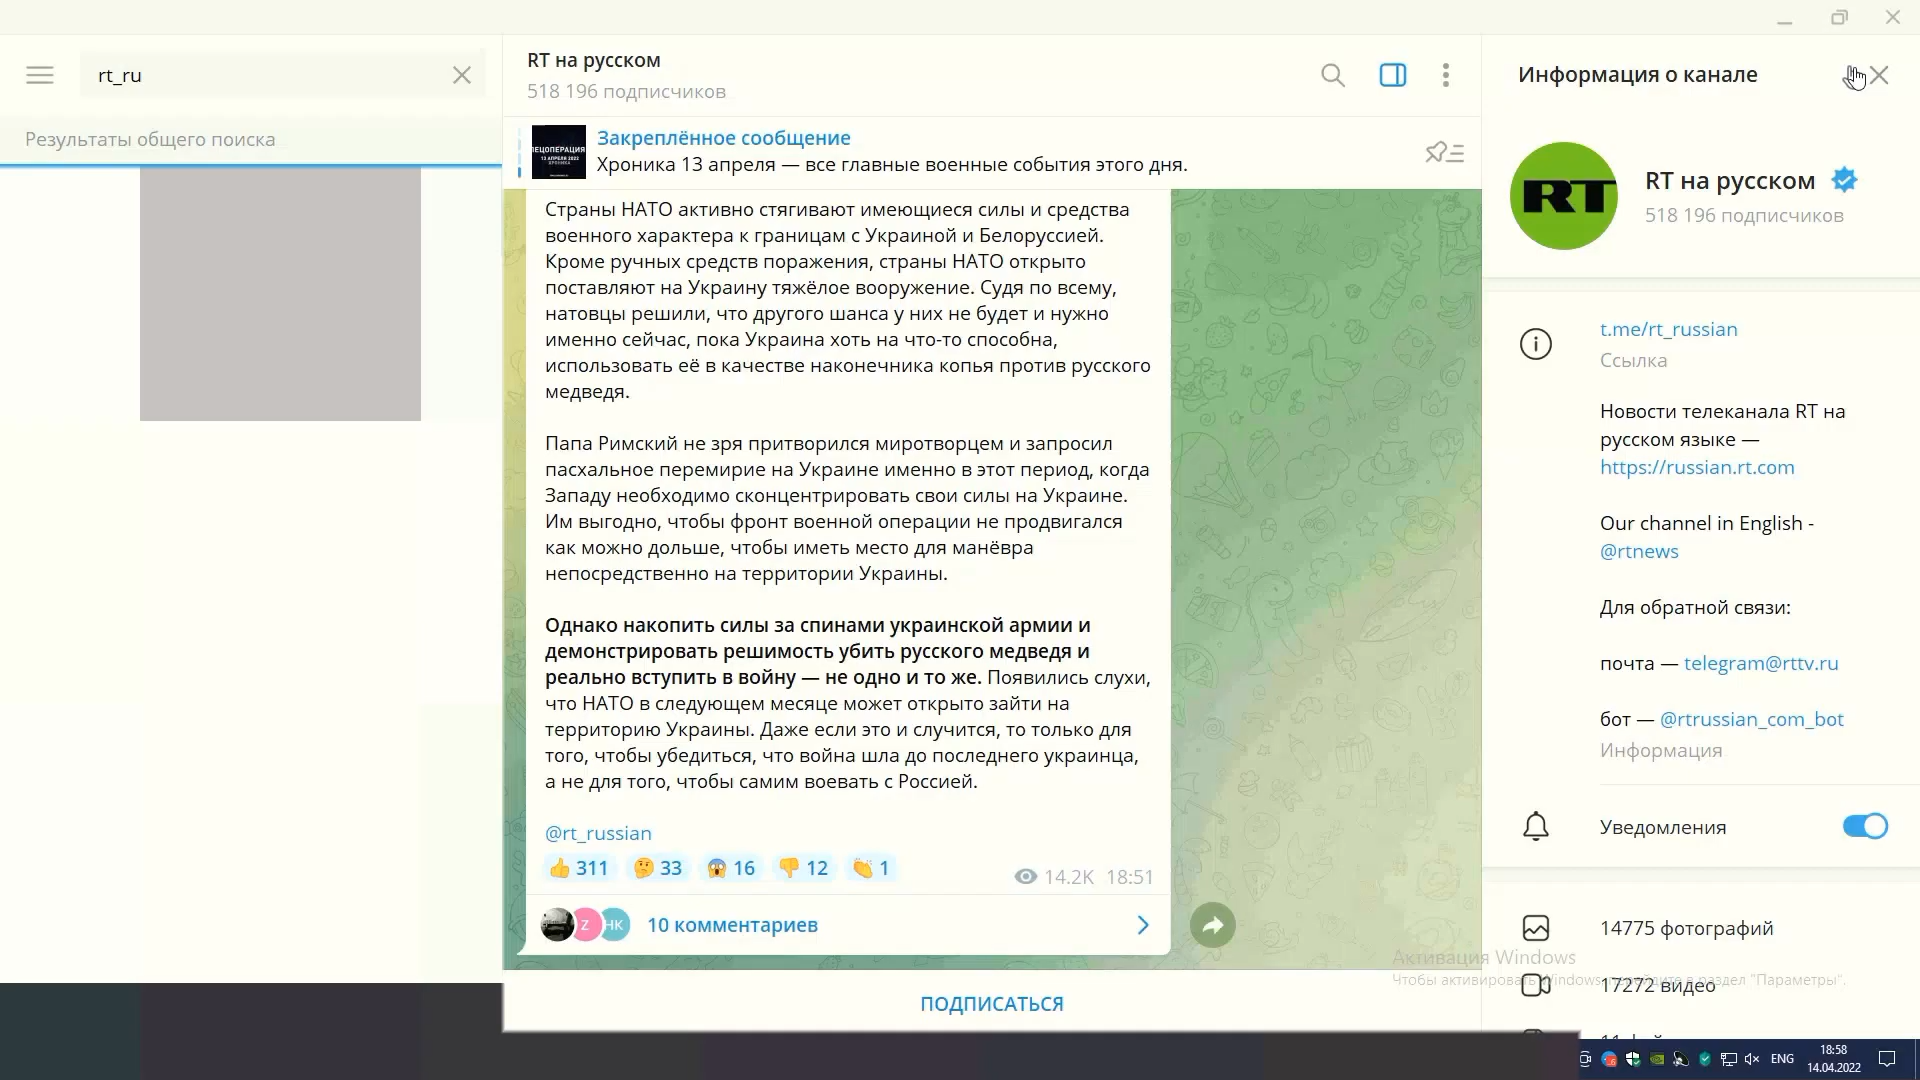 rt_ru
Результаты общего поиска
RT на русском
518 196 подписчиков
ПЕЦОПЕРАЦИЯ
13 АПРЕЛЯ 2022
ХРОНИКА
Закреплённое сообщение
Хроника 13 апреля — все главные военные события этого дня.
Страны НАТО активно стягивают имеющиеся силы и средства
военного характера к границам с Украиной и Белоруссией.
Кроме ручных средств поражения, страны НАТО открыто
поставляют на Украину тяжёлое вооружение. Судя по всему,
натовцы решили, что другого шанса у них не будет и нужно
именно сейчас, пока Украина хоть на что-то способна,
использовать её в качестве наконечника копья против русского
медведя.
Папа Римский не зря притворился миротворцем и запросил
пасхальное перемирие на Украине именно в этот период, когда
Западу необходимо сконцентрировать свои силы на Украине.
Им выгодно, чтобы фронт военной операции не продвигался
как можно дольше, чтобы иметь место для манёвра
непосредственно на территории Украины.
Однако накопить силы за спинами украинской армии и
демонстрировать решимость убить русского медведя и
реально вступить в войну — не одно и то же. Появились слухи,
что НАТО в следующем месяце может открыто зайти на
территорию Украины. Даже если это и случится, то только для
того, чтобы убедиться, что война шла до последнего украинца,
а не для того, чтобы самим воевать с Россией.
@rt_russian
311 33 16 12 1
14.2K 18:51
Z НК 10 комментариев
ПОДПИСАТЬСЯ
Информация о канале
RT
RT на русском
518 196 подписчиков
t.me/rt_russian
Ссылка
Новости телеканала RT на
русском языке —
https://russian.rt.com
Our channel in English -
@rtnews
Для обратной связи:
почта — telegram@rttv.ru
бот — @rtrussian_com_bot
Информация
Уведомления
14775 фотографий
Активация Windows
Чтобы активировать Windows, перейдите в раздел "Параметры".
17272 видео
ENG
18:58
14.04.2022